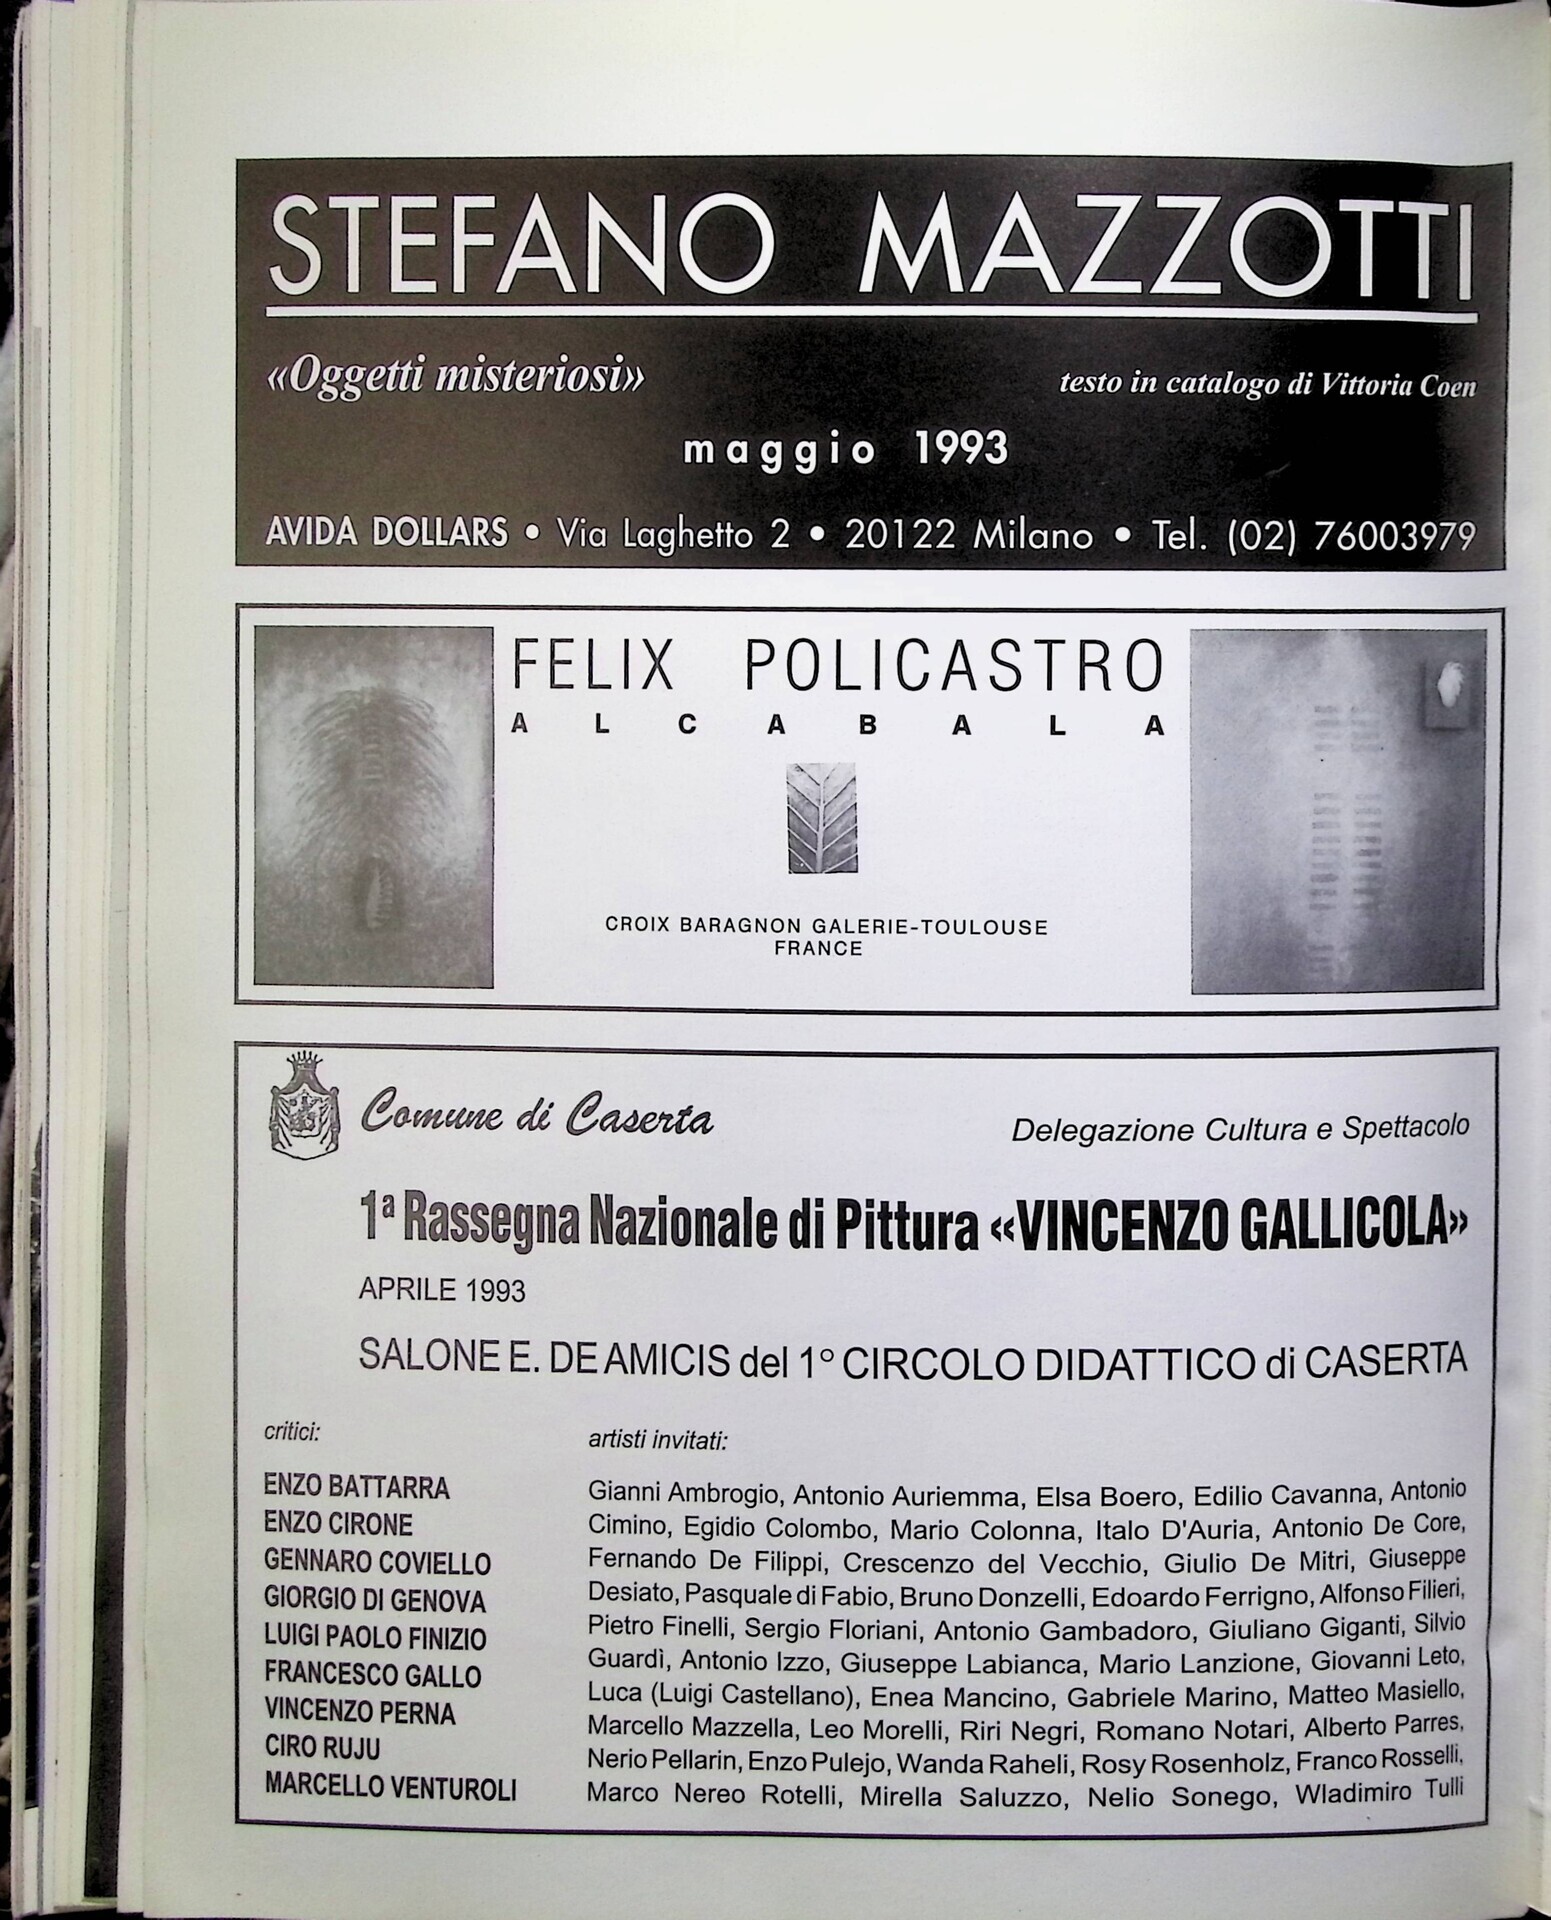 STEFANO MAZZOTTI
«Oggetti misteriosi»
testo in catalogo di Vittoria Coen
maggio 1993
AVIDA DOLLARS • Via Laghetto 2 • 20122 Milano • Tel. (02) 76003979
FELIX POLICASTRO
ALCABALA
CROIX BARAGNON GALERIE-TOULOUSE
FRANCE
Comune di Caserta
Delegazione Cultura e Spettacolo
1ª Rassegna Nazionale di Pittura «VINCENZO GALLICOLA»
APRILE 1993
SALONE E. DE AMICIS del 1° CIRCOLO DIDATTICO di CASERTA
critici:
ENZO BATTARRA
ENZO CIRONE
GENNARO COVIELLO
GIORGIO DI GENOVA
LUIGI PAOLO FINIZIO
FRANCESCO GALLO
VINCENZO PERNA
CIRO RUJU
MARCELLO VENTUROLI
artisti invitati:
Gianni Ambrogio, Antonio Auriemma, Elsa Boero, Edilio Cavanna, Antonio
Cimino, Egidio Colombo, Mario Colonna, Italo D'Auria, Antonio De Core,
Fernando De Filippi, Crescenzo del Vecchio, Giulio De Mitri, Giuseppe
Desiato, Pasquale di Fabio, Bruno Donzelli, Edoardo Ferrigno, Alfonso Filieri,
Pietro Finelli, Sergio Floriani, Antonio Gambadoro, Giuliano Giganti, Silvio
Guardì, Antonio Izzo, Giuseppe Labianca, Mario Lanzione, Giovanni Leto,
Luca (Luigi Castellano), Enea Mancino, Gabriele Marino, Matteo Masiello,
Marcello Mazzella, Leo Morelli, Riri Negri, Romano Notari, Alberto Parres,
Nerio Pellarin, Enzo Pulejo, Wanda Raheli, Rosy Rosenholz, Franco Rosselli,
Marco Nereo Rotelli, Mirella Saluzzo, Nelio Sonego, Wladimiro Tulli